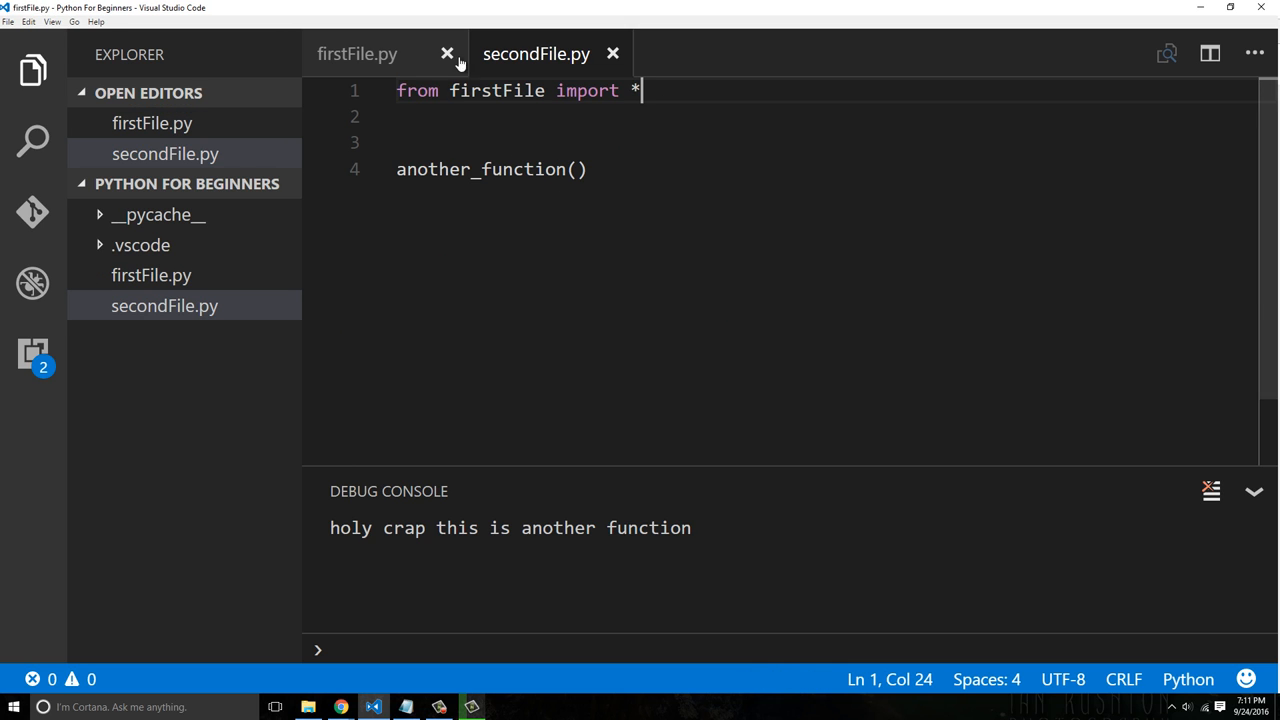 firstFile.py - Python For Beginners - Visual Studio Code
File Edit View Go Help
EXPLORER
OPEN EDITORS
firstFile.py
secondFile.py
PYTHON FOR BEGINNERS
__pycache__
.vscode
firstFile.py
secondFile.py
2
firstFile.py secondFile.py
1 from firstFile import *
2
3
4 another_function()
DEBUG CONSOLE
holy crap this is another function
0 0 Ln 1, Col 24 Spaces: 4 UTF-8 CRLF Python
I'm Cortana. Ask me anything.
7:11 PM
9/24/2016